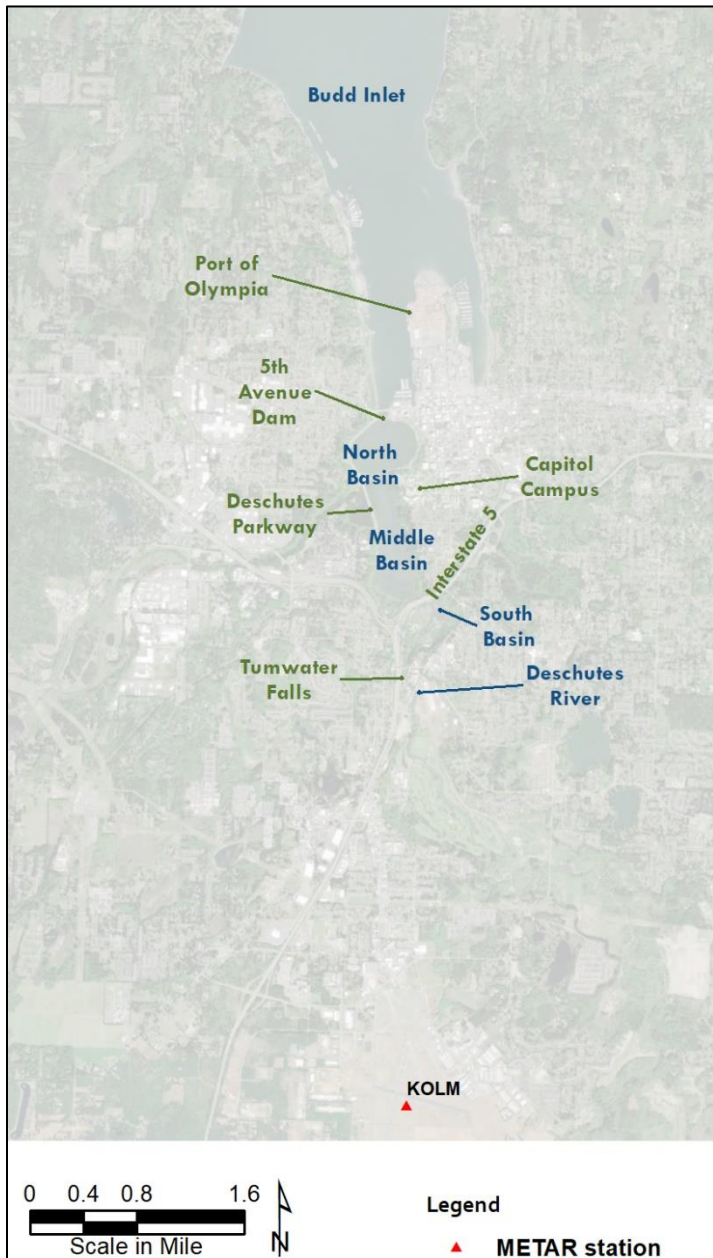 Budd Inlet
Port of
Olympia
5th
Avenue
Dam
North
Basin
Capitol
Campus
Deschutes
Parkway
Middle
Basin
Interstate 5
South
Basin
Tumwater
Falls
Deschutes
River
KOLM
0 0.4 0.8 1.6
Scale in Mile
N
Legend
METAR station